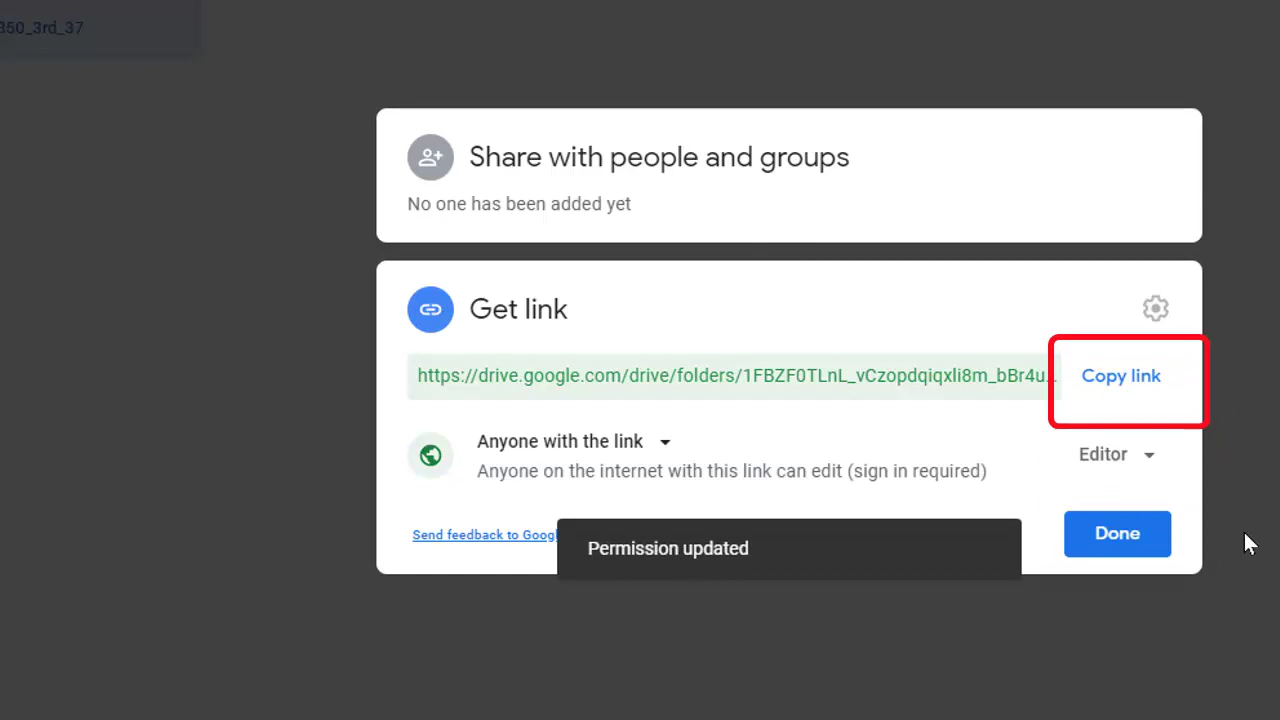 350_3rd_37
Share with people and groups
No one has been added yet
Get link
https://drive.google.com/drive/folders/1FBZF0TLnL_vCzopdqiqxli8m_bBr4u...
Copy link
Anyone with the link
Anyone on the internet with this link can edit (sign in required)
Editor
Send feedback to Googl
Permission updated
Done